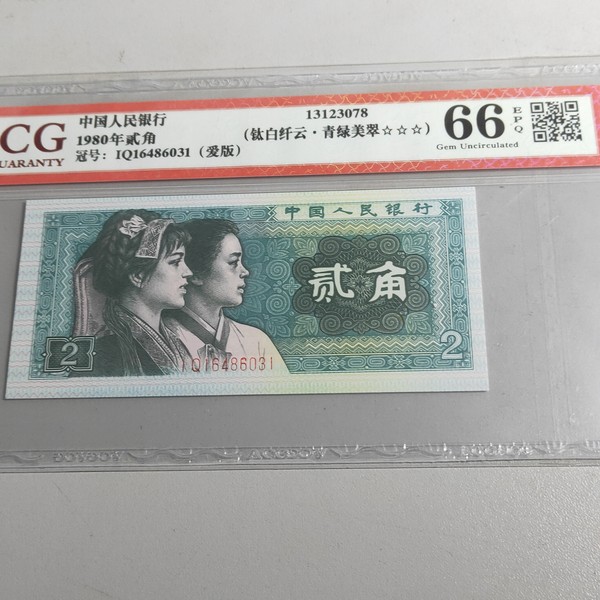 CG
UARANTY
中国人民银行
1980年贰角
冠号: IQ16486031 (爱版)
13123078
(钛白纤云·青绿美翠☆☆☆)
66
EPQ
Gem Uncirculated
中国人民银行
贰角
2
2
IQ16486031